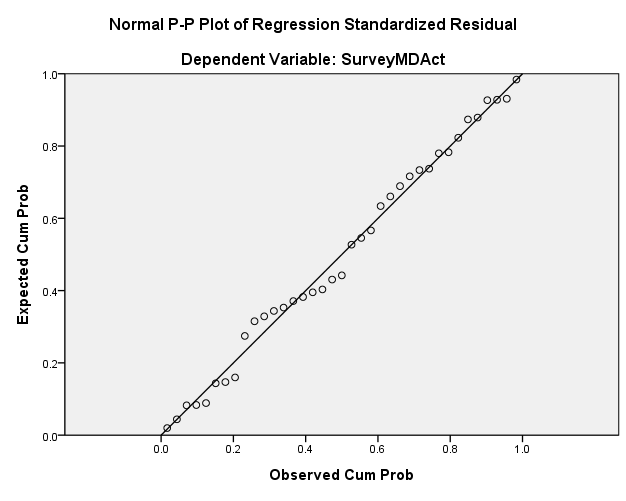 Normal P-P Plot of Regression Standardized Residual
Dependent Variable: SurveyMDAct
Expected Cum Prob
1.0
0.8
0.6
0.4
0.2
0.0
0.0 0.2 0.4 0.6 0.8 1.0
Observed Cum Prob